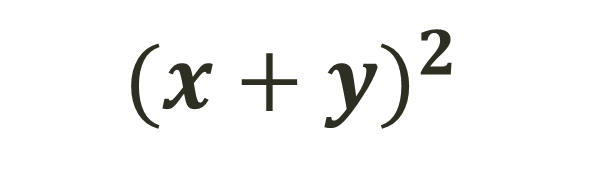 (x + y)²